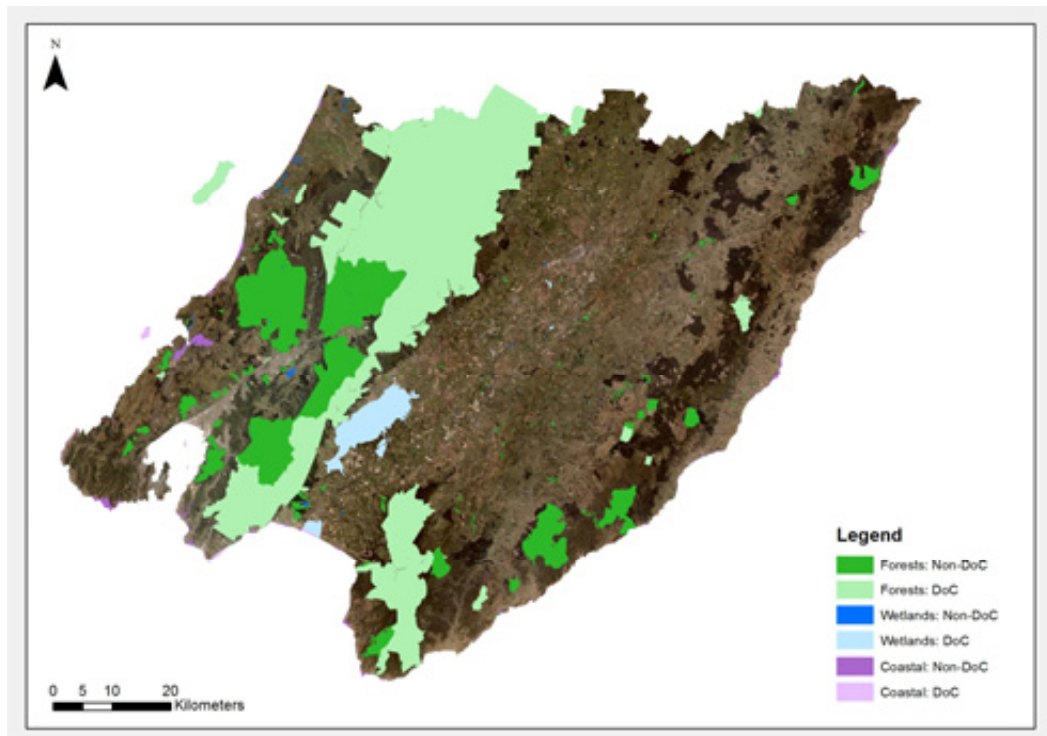 N
Legend
Forests: Non-DoC
Forests: DoC
Wetlands: Non-DoC
Wetlands: DoC
Coastal: Non-DoC
Coastal: DoC
0 5 10 20
Kilometers